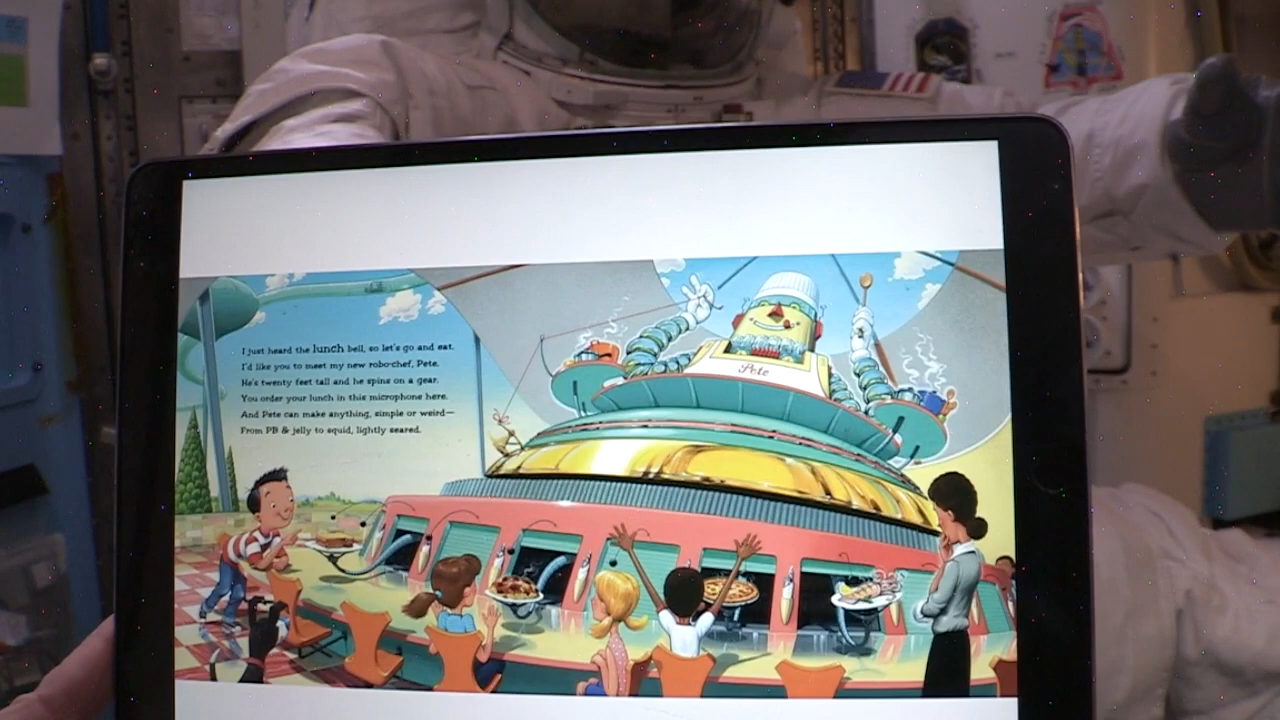 I just heard the lunch bell, so let's go and eat.
I'd like you to meet my new robo-chef, Pete.
He's twenty feet tall and he spins on a gear.
You order your lunch in this microphone here.
And Pete can make anything, simple or weird—
From PB & jelly to squid, lightly seared.
Pete